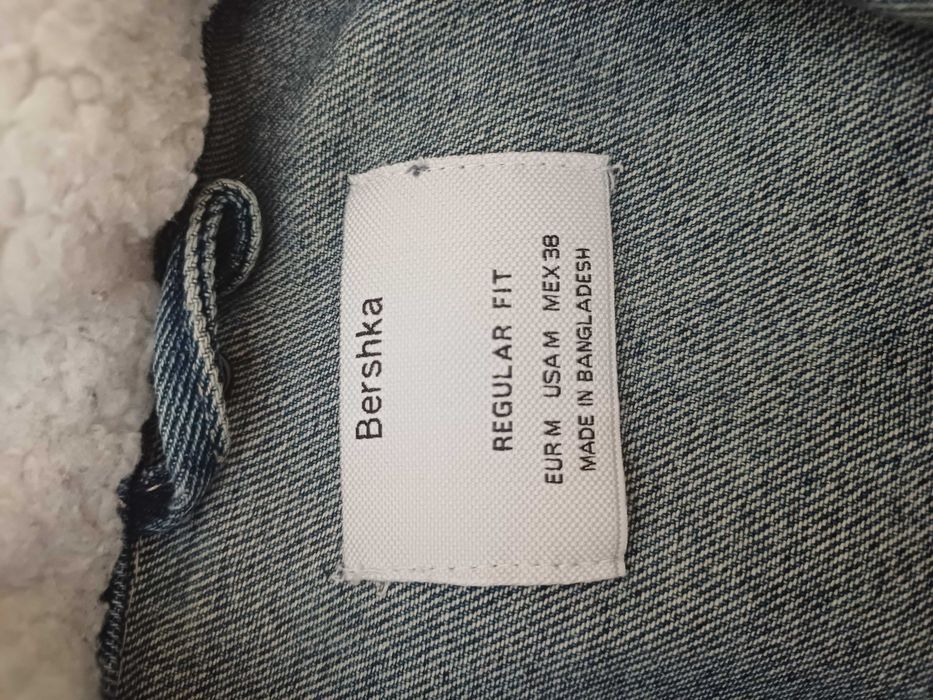 Bershka
REGULAR FIT
EUR M USA M MEX 38
MADE IN BANGLADESH